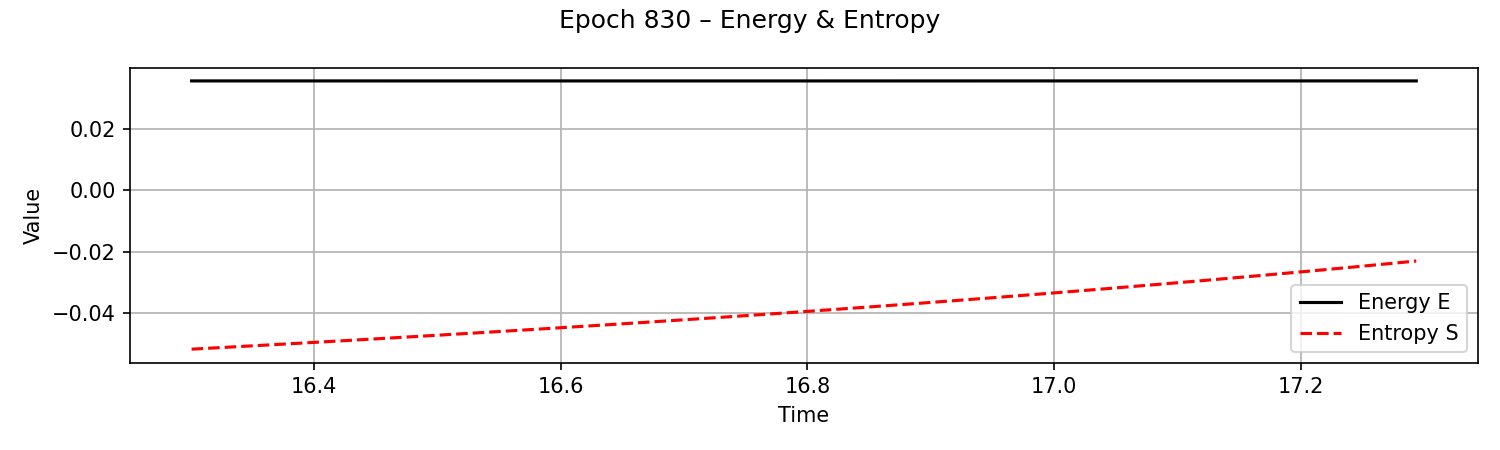 Epoch 830 – Energy & Entropy
Value
0.02
0.00
−0.02
−0.04
Energy E
Entropy S
16.4 16.6 16.8 17.0 17.2
Time